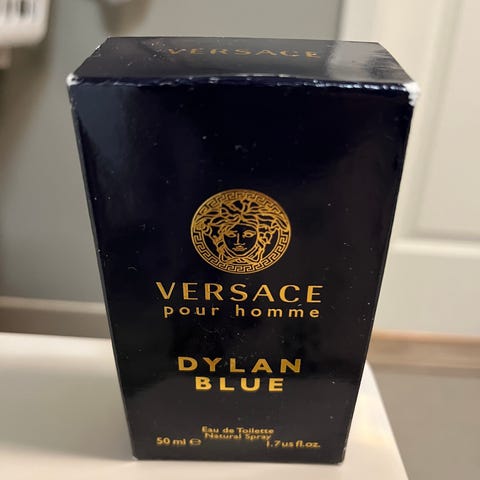 VERSACE
VERSACE
pour homme
DYLAN
BLUE
Eau de Toilette
Natural Spray
50 ml ℮ 1.7 us fl.oz.